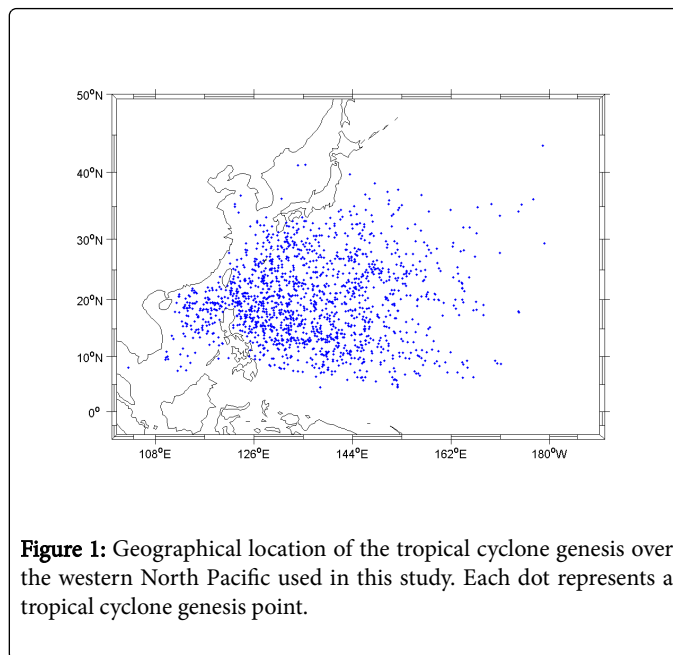 50°N
40°N
30°N
20°N
10°N
0°
108°E 126°E 144°E 162°E 180°W
Figure 1: Geographical location of the tropical cyclone genesis over
the western North Pacific used in this study. Each dot represents a
tropical cyclone genesis point.